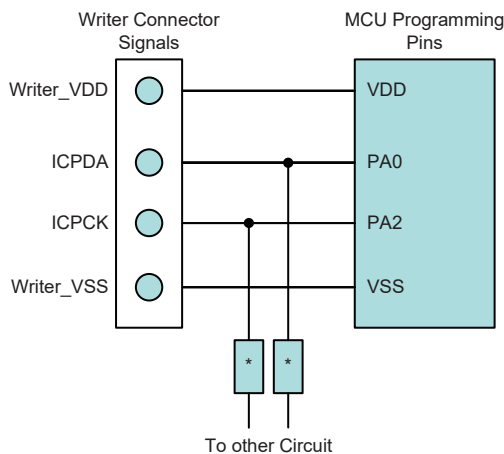 Writer Connector
Signals
MCU Programming
Pins
Writer_VDD
VDD
ICPDA
PA0
ICPCK
PA2
Writer_VSS
VSS
*
*
To other Circuit